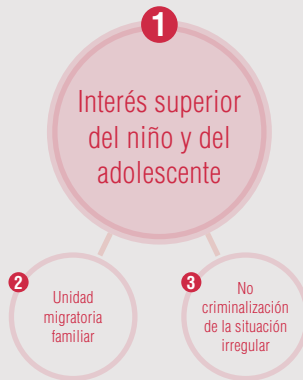 1
Interés superior
del niño y del
adolescente
2
Unidad
migratoria
familiar
3
No
criminalización
de la situación
irregular